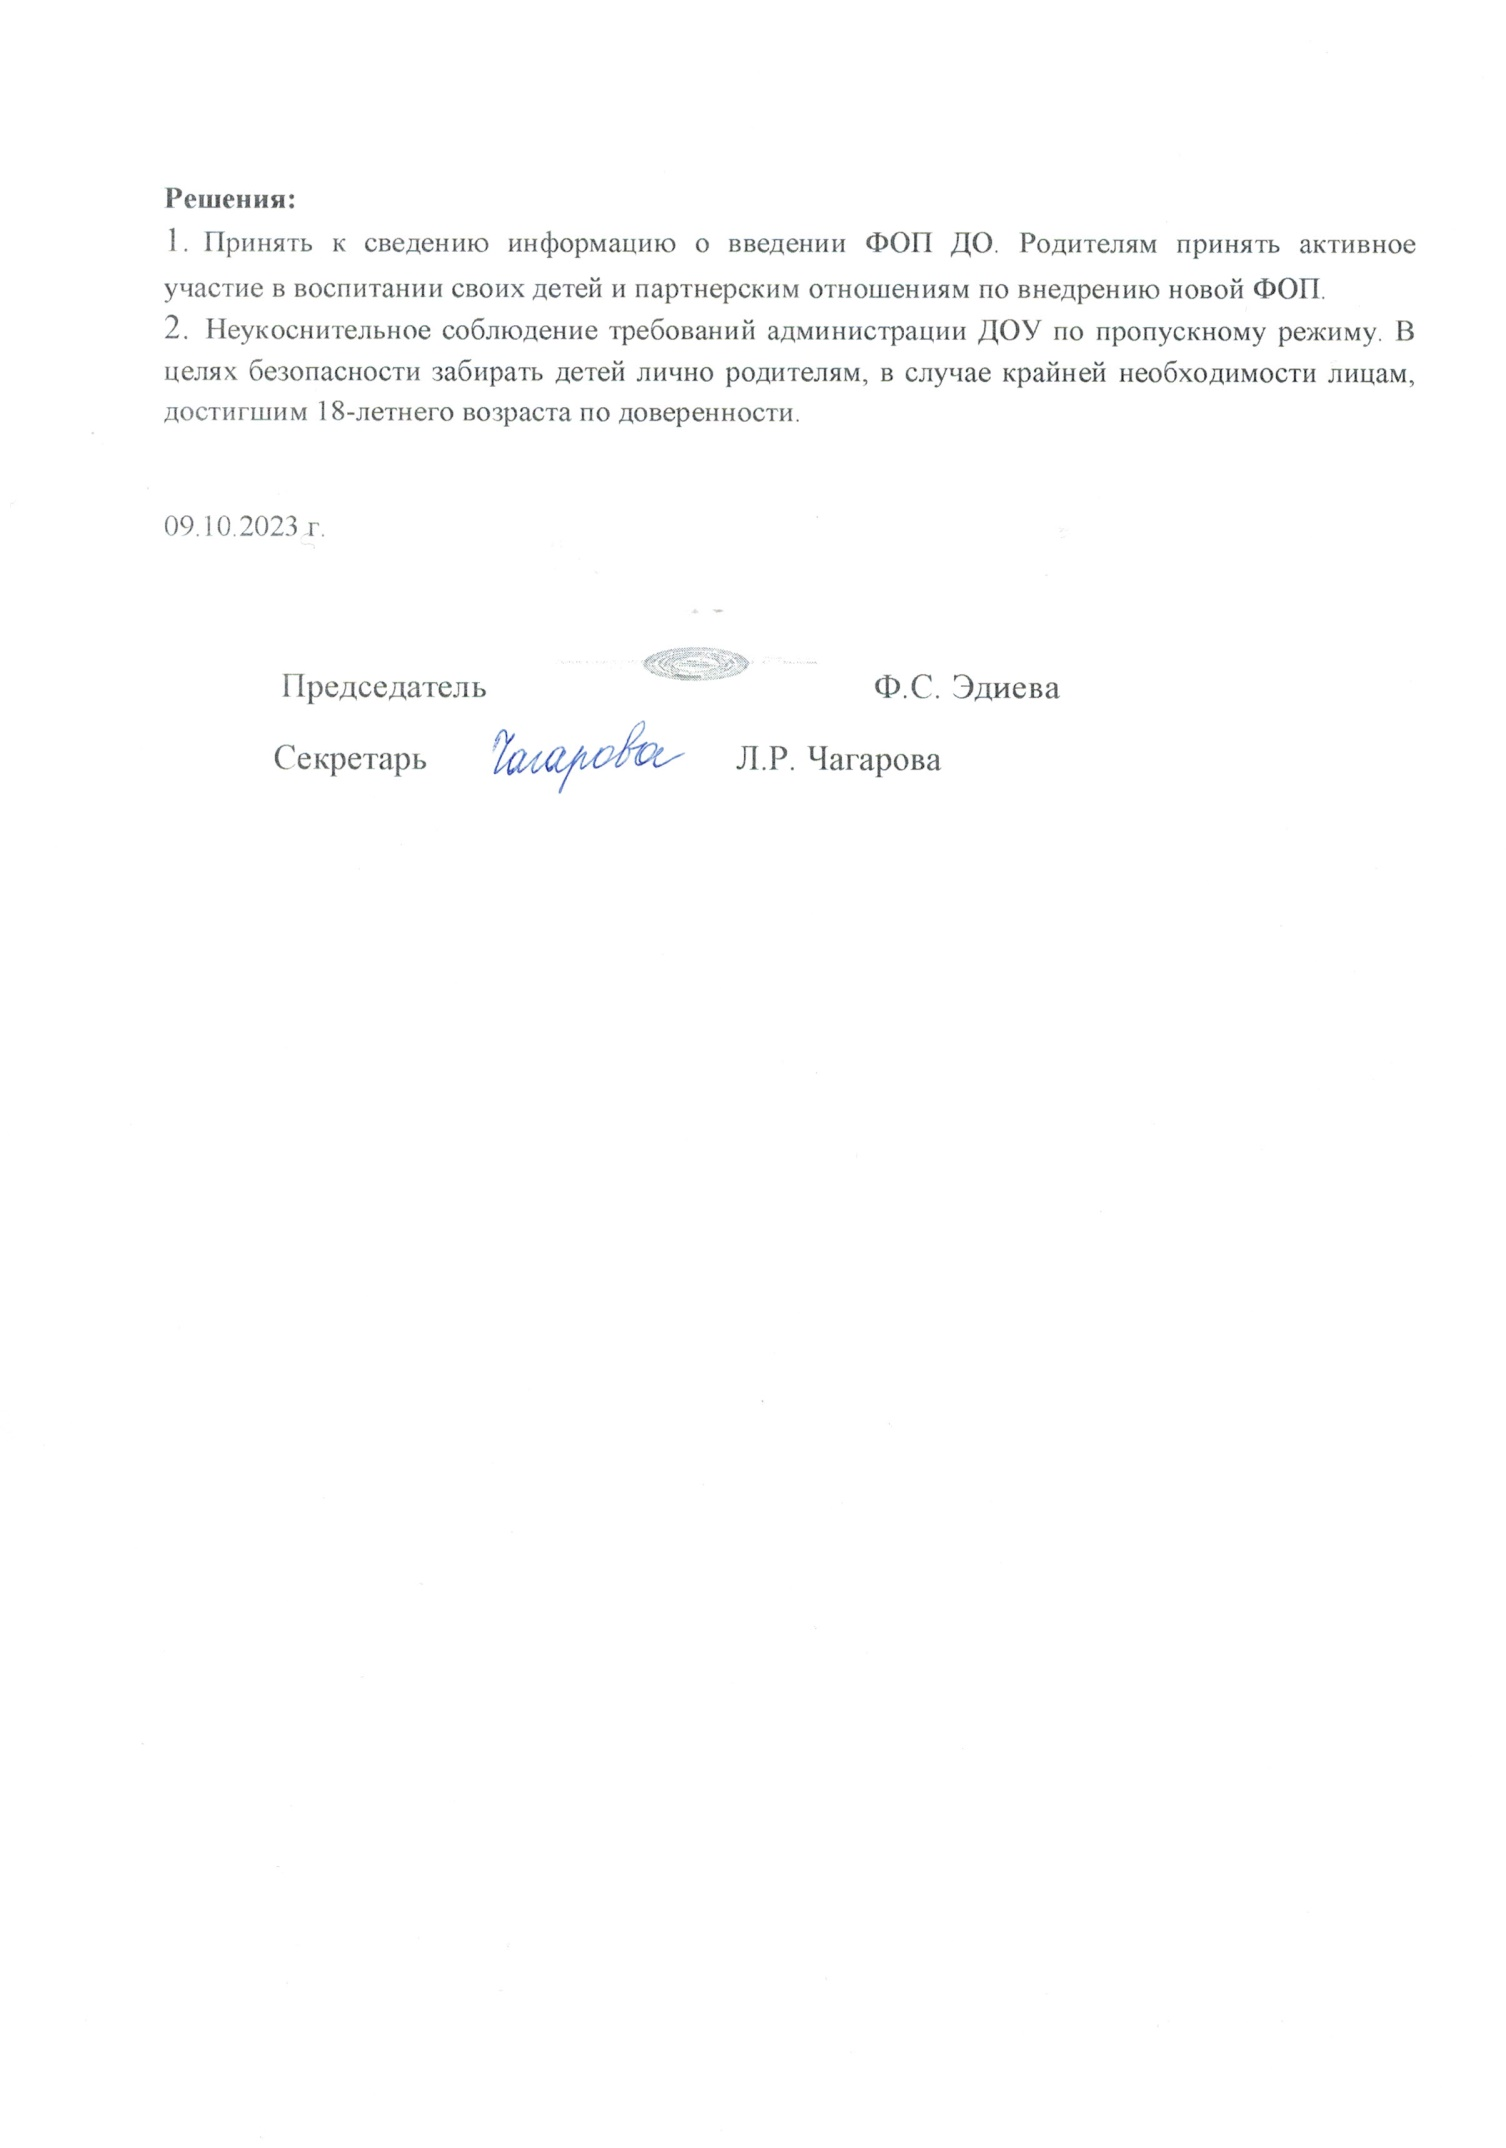 Решения:
1. Принять к сведению информацию о введении ФОП ДО. Родителям принять активное
участие в воспитании своих детей и партнерским отношениям по внедрению новой ФОП.
2. Неукоснительное соблюдение требований администрации ДОУ по пропускному режиму. В
целях безопасности забирать детей лично родителям, в случае крайней необходимости лицам,
достигшим 18-летнего возраста по доверенности.
09.10.2023 г.
Председатель Ф.С. Эдиева
Секретарь Чагарова Л.Р. Чагарова